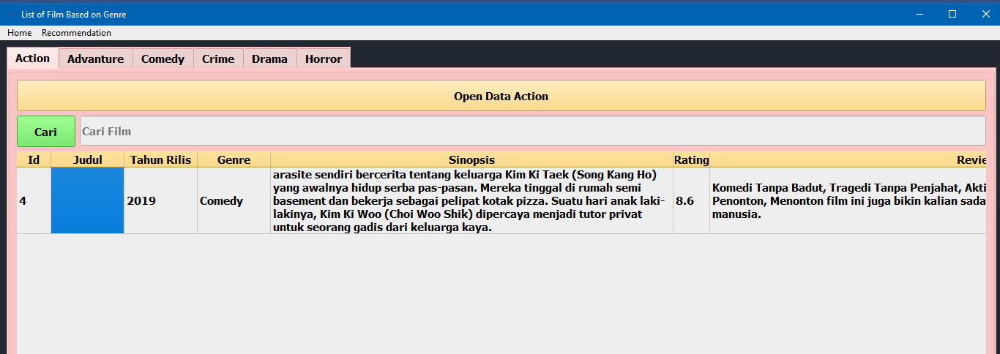 List of Film Based on Genre
Home Recommendation
Action Advanture Comedy Crime Drama Horror
Open Data Action
Cari Cari Film
Id Judul Tahun Rilis Genre Sinopsis Rating Revie
4 2019 Comedy
arasite sendiri bercerita tentang keluarga Kim Ki Taek (Song Kang Ho)
yang awalnya hidup serba pas-pasan. Mereka tinggal di rumah semi
basement dan bekerja sebagai pelipat kotak pizza. Suatu hari anak laki-
lakinya, Kim Ki Woo (Choi Woo Shik) dipercaya menjadi tutor privat
untuk seorang gadis dari keluarga kaya.
8.6
Komedi Tanpa Badut, Tragedi Tanpa Penjahat, Akti
Penonton, Menonton film ini juga bikin kalian sada
manusia.